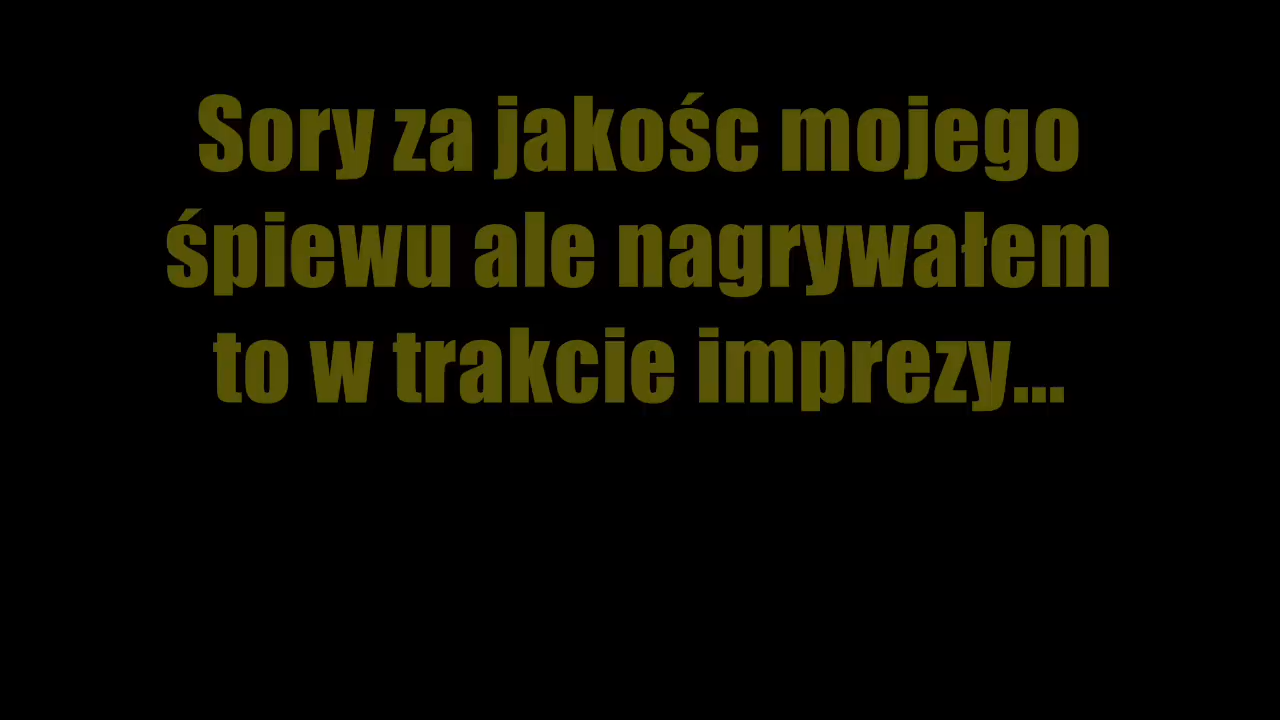 Sory za jakośc mojego
śpiewu ale nagrywałem
to w trakcie imprezy...